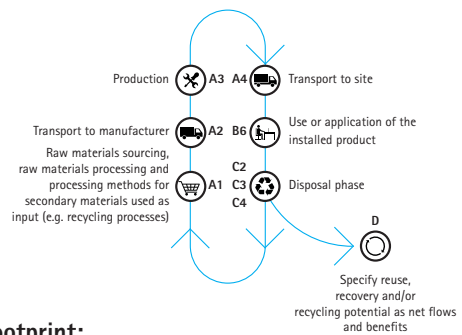 Production
A3
A4
Transport to site
Transport to manufacturer
A2
B6
Use or application of the
installed product
Raw materials sourcing,
raw materials processing and
processing methods for
secondary materials used as
input (e.g. recycling processes)
A1
C2
C3
C4
Disposal phase
D
Specify reuse,
recovery and/or
recycling potential as net flows
and benefits